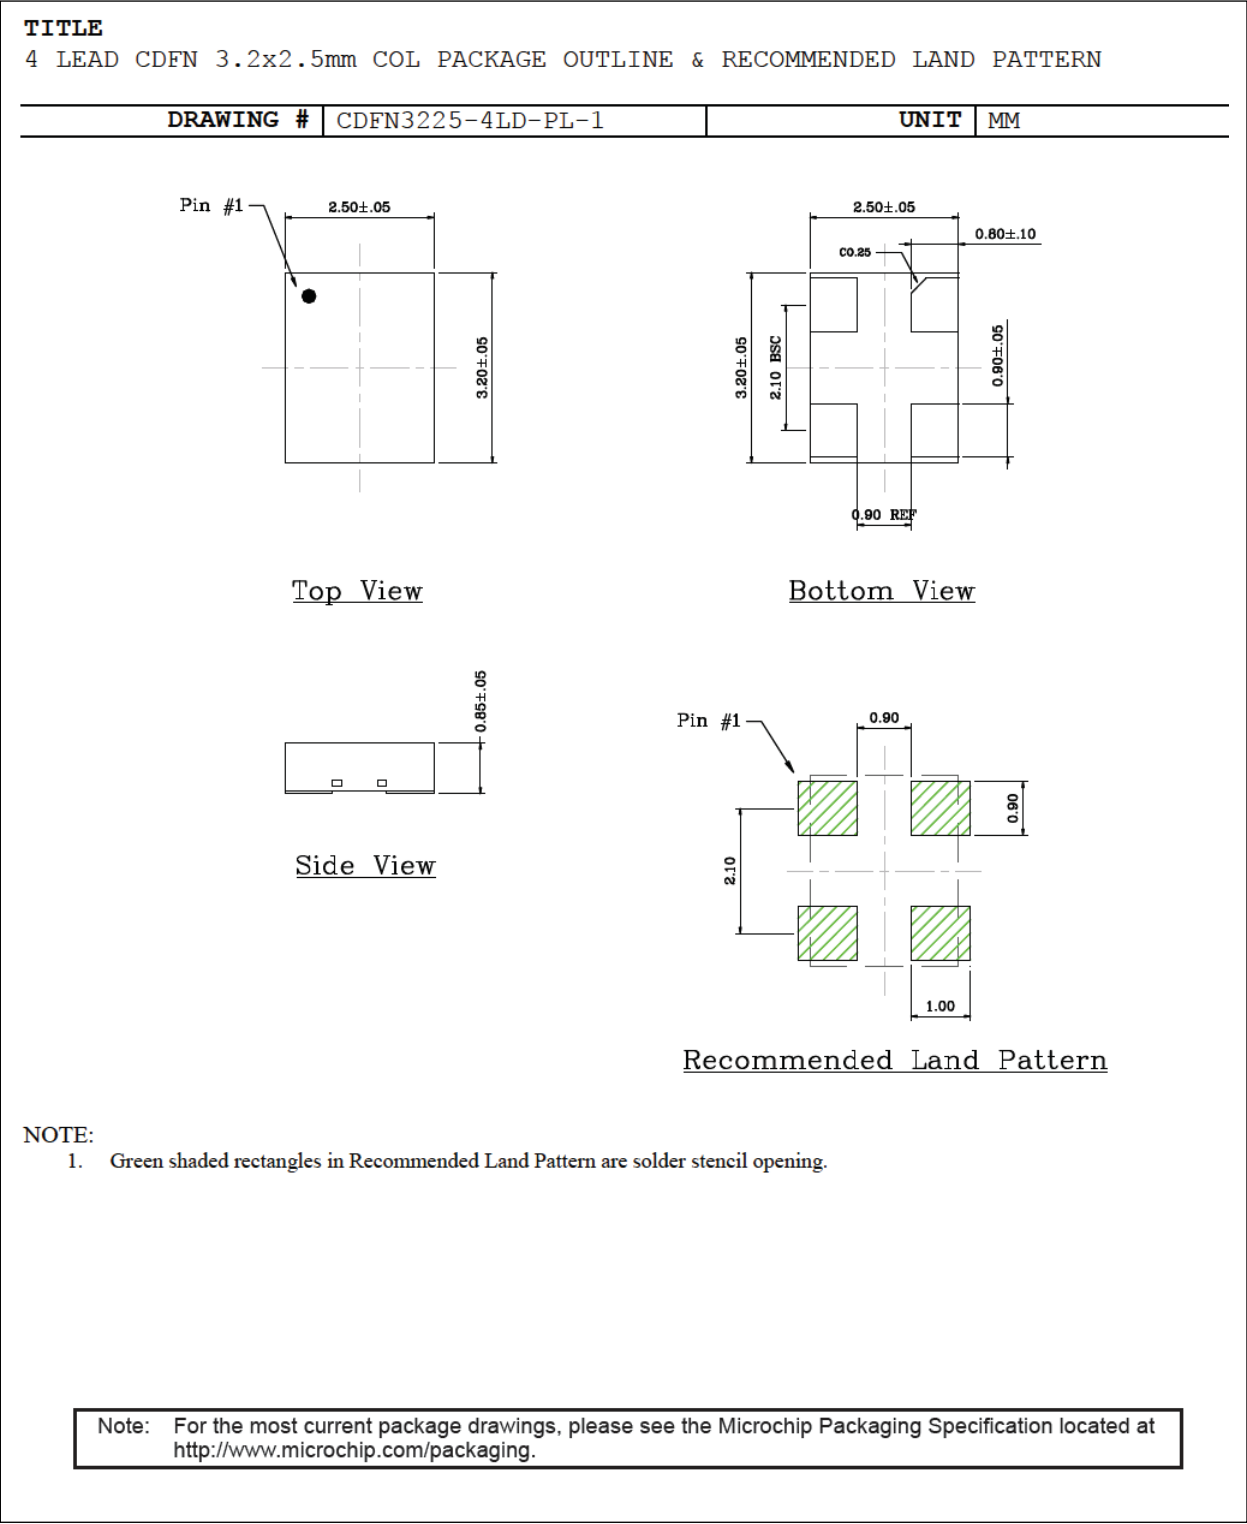 TITLE
4 LEAD CDFN 3.2x2.5mm COL PACKAGE OUTLINE & RECOMMENDED LAND PATTERN
DRAWING # CDFN3225-4LD-PL-1 UNIT MM
Pin #1
2.50±.05
3.20±.05
Top View
2.50±.05
0.80±.10
C0.25
3.20±.05
2.10 BSC
0.90±.05
0.90 REF
Bottom View
0.85±.05
Side View
Pin #1
0.90
0.90
2.10
1.00
Recommended Land Pattern
NOTE:
1. Green shaded rectangles in Recommended Land Pattern are solder stencil opening.
Note: For the most current package drawings, please see the Microchip Packaging Specification located at
http://www.microchip.com/packaging.